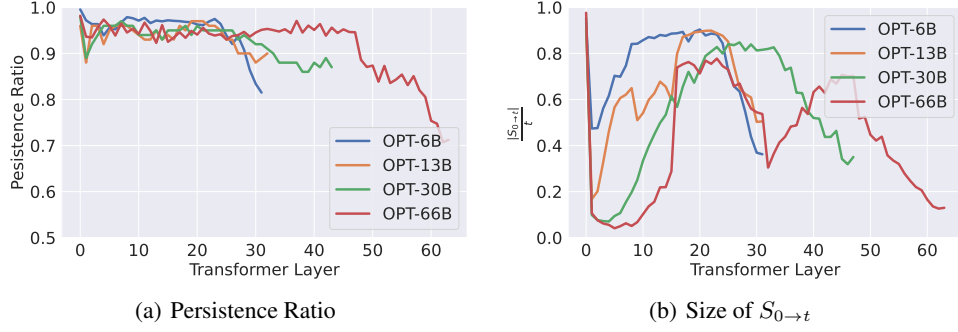 1.0
0.9
0.8
0.7
0.6
0.5
Pesistence Ratio
0 10 20 30 40 50 60
Transformer Layer
OPT-6B
OPT-13B
OPT-30B
OPT-66B
(a) Persistence Ratio
1.0
0.8
0.6
0.4
0.2
0.0
|S0→t|
t
0 10 20 30 40 50 60
Transformer Layer
OPT-6B
OPT-13B
OPT-30B
OPT-66B
(b) Size of S0→t